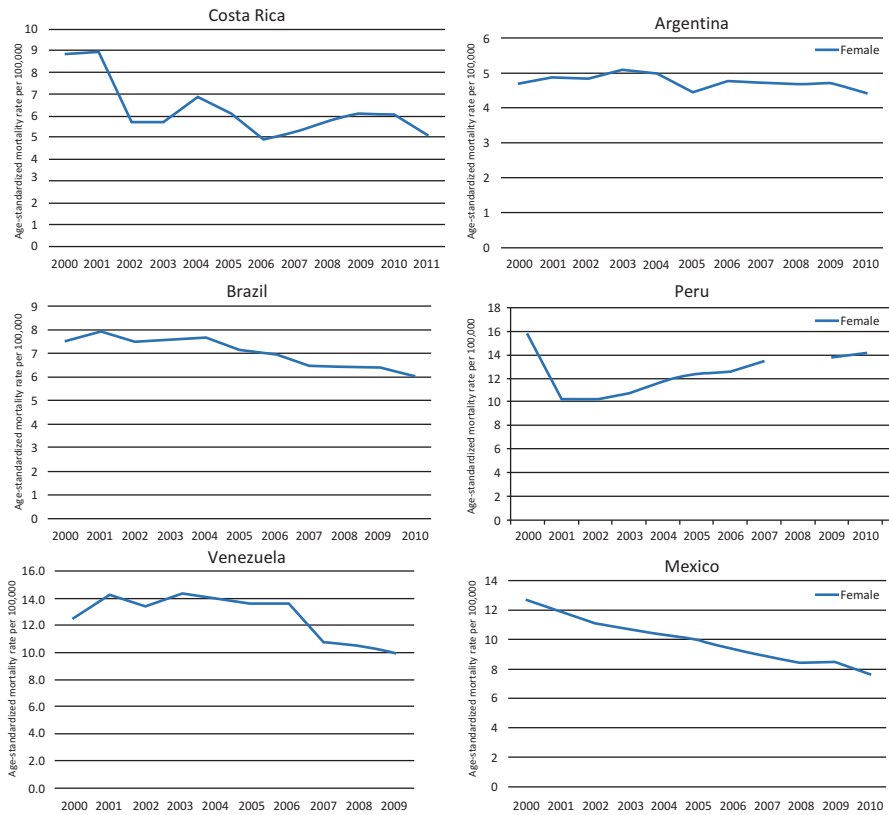 Costa Rica
Age-standardized mortality rate per 100,000
10
9
8
7
6
5
4
3
2
1
0
2000 2001 2002 2003 2004 2005 2006 2007 2008 2009 2010 2011
Argentina
Female
Age-standardized mortality rate per 100,000
6
5
4
3
2
1
0
2000 2001 2002 2003 2004 2005 2006 2007 2008 2009 2010
Brazil
Age-standardized mortality rate per 100,000
9
8
7
6
5
4
3
2
1
0
2000 2001 2002 2003 2004 2005 2006 2007 2008 2009 2010
Peru
Female
Age-standardized mortality rate per 100,000
18
16
14
12
10
8
6
4
2
0
2000 2001 2002 2003 2004 2005 2006 2007 2008 2009 2010
Venezuela
Age-standardized mortality rate per 100,000
16.0
14.0
12.0
10.0
8.0
6.0
4.0
2.0
0.0
2000 2001 2002 2003 2004 2005 2006 2007 2008 2009
Mexico
Female
Age-standardized mortality rate per 100,000
14
12
10
8
6
4
2
0
2000 2001 2002 2003 2004 2005 2006 2007 2008 2009 2010